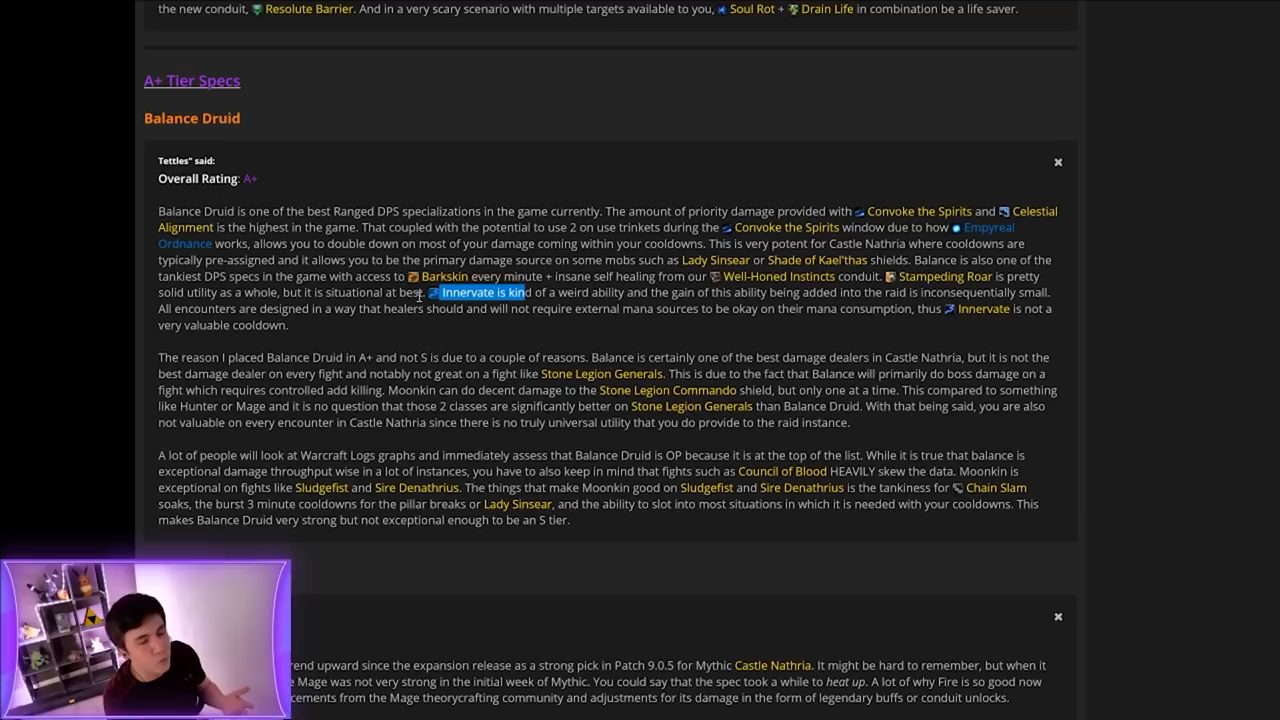 the new conduit, Resolute Barrier. And in a very scary scenario with multiple targets available to you, Soul Rot + Drain Life in combination be a life saver.
A+ Tier Specs
Balance Druid
Tettles" said:
Overall Rating: A+
Balance Druid is one of the best Ranged DPS specializations in the game currently. The amount of priority damage provided with Convoke the Spirits and Celestial
Alignment is the highest in the game. That coupled with the potential to use 2 on use trinkets during the Convoke the Spirits window due to how Empyreal
Ordnance works, allows you to double down on most of your damage coming within your cooldowns. This is very potent for Castle Nathria where cooldowns are
typically pre-assigned and it allows you to be the primary damage source on some mobs such as Lady Sinsear or Shade of Kael'thas shields. Balance is also one of the
tankiest DPS specs in the game with access to Barkskin every minute + insane self healing from our Well-Honed Instincts conduit. Stampeding Roar is pretty
solid utility as a whole, but it is situational at best. Innervate is kind of a weird ability and the gain of this ability being added into the raid is inconsequentially small.
All encounters are designed in a way that healers should and will not require external mana sources to be okay on their mana consumption, thus Innervate is not a
very valuable cooldown.
The reason I placed Balance Druid in A+ and not S is due to a couple of reasons. Balance is certainly one of the best damage dealers in Castle Nathria, but it is not the
best damage dealer on every fight and notably not great on a fight like Stone Legion Generals. This is due to the fact that Balance will primarily do boss damage on a
fight which requires controlled add killing. Moonkin can do decent damage to the Stone Legion Commando shield, but only one at a time. This compared to something
like Hunter or Mage and it is no question that those 2 classes are significantly better on Stone Legion Generals than Balance Druid. With that being said, you are also
not valuable on every encounter in Castle Nathria since there is no truly universal utility that you do provide to the raid instance.
A lot of people will look at Warcraft Logs graphs and immediately assess that Balance Druid is OP because it is at the top of the list. While it is true that balance is
exceptional damage throughput wise in a lot of instances, you have to also keep in mind that fights such as Council of Blood HEAVILY skew the data. Moonkin is
exceptional on fights like Sludgefist and Sire Denathrius. The things that make Moonkin good on Sludgefist and Sire Denathrius is the tankiness for Chain Slam
soaks, the burst 3 minute cooldowns for the pillar breaks or Lady Sinsear, and the ability to slot into most situations in which it is needed with your cooldowns. This
makes Balance Druid very strong but not exceptional enough to be an S tier.
rend upward since the expansion release as a strong pick in Patch 9.0.5 for Mythic Castle Nathria. It might be hard to remember, but when it
e Mage was not very strong in the initial week of Mythic. You could say that the spec took a while to heat up. A lot of why Fire is so good now
cements from the Mage theorycrafting community and adjustments for its damage in the form of legendary buffs or conduit unlocks.